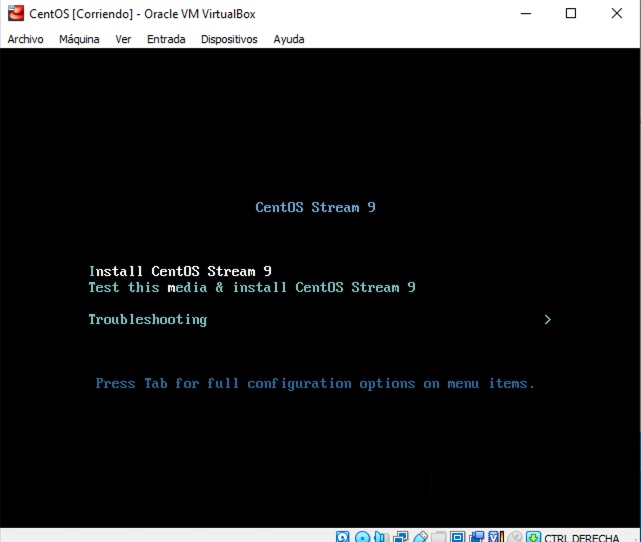 CentOS [Corriendo] - Oracle VM VirtualBox
Archivo Máquina Ver Entrada Dispositivos Ayuda
CentOS Stream 9
Install CentOS Stream 9
Test this media & install CentOS Stream 9
Troubleshooting >
Press Tab for full configuration options on menu items.
CTRL DERECHA